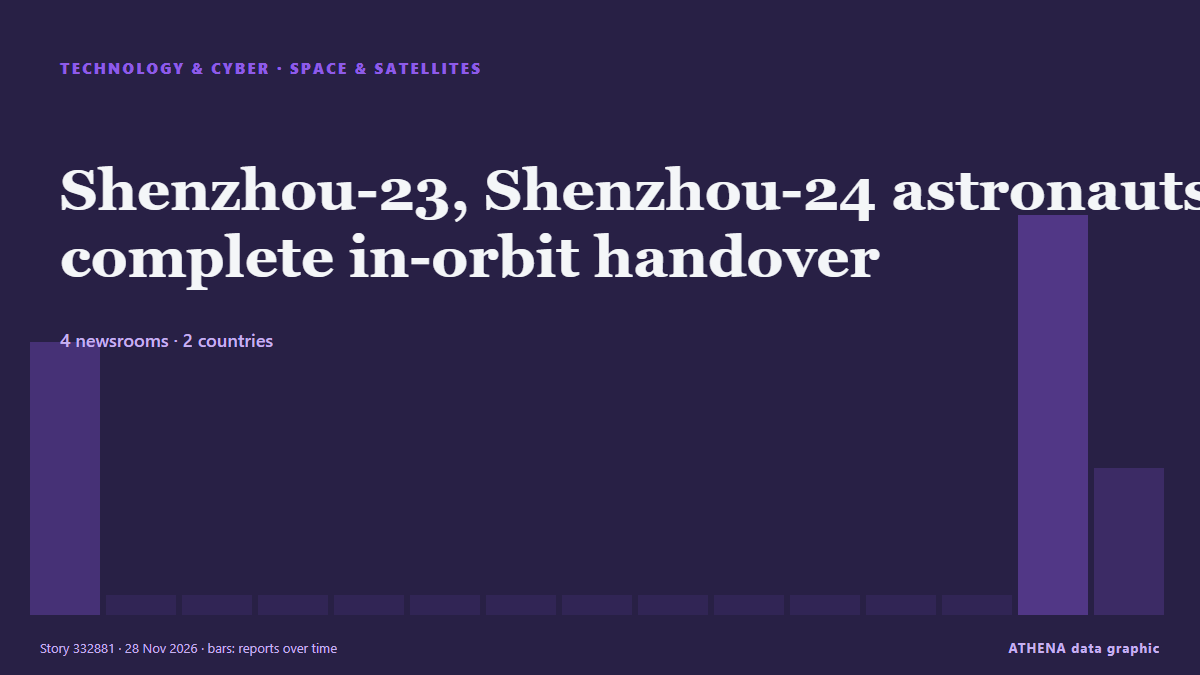 TECHNOLOGY & CYBER · SPACE & SATELLITES
Shenzhou-23, Shenzhou-24 astronauts
complete in-orbit handover
4 newsrooms · 2 countries
Story 332881 · 28 Nov 2026 · bars: reports over time
ATHENA data graphic